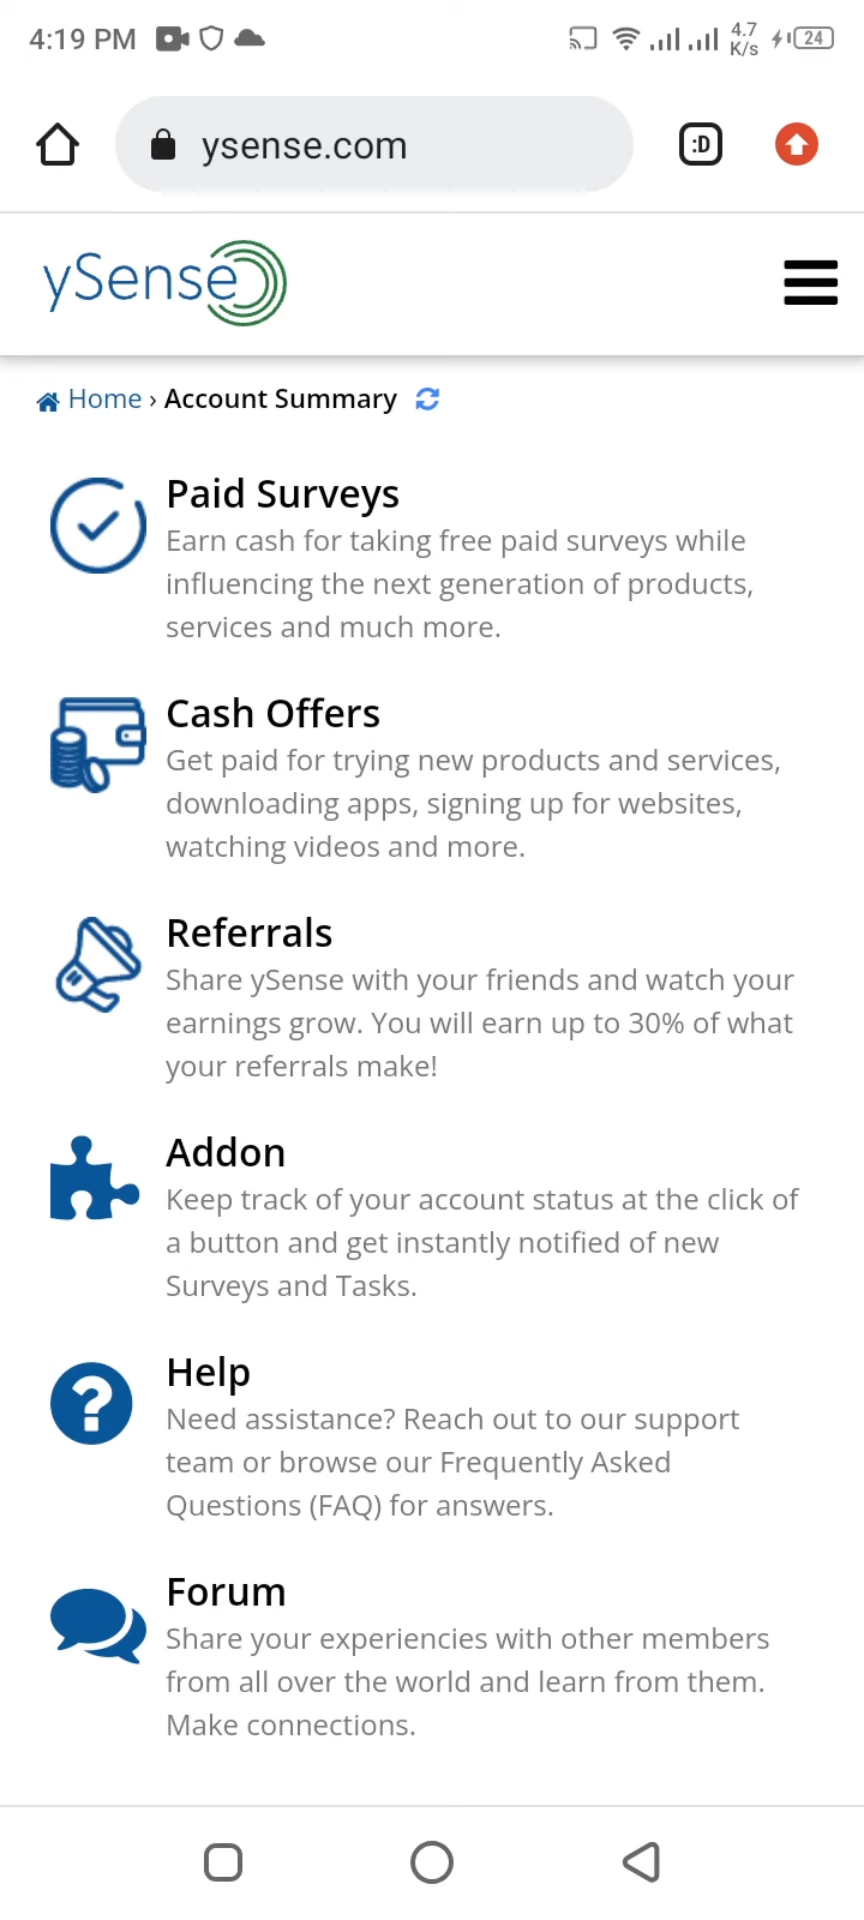 4:19 PM 4.7 K/s 24
ysense.com :D
ySense
Home › Account Summary
Paid Surveys
Earn cash for taking free paid surveys while
influencing the next generation of products,
services and much more.
Cash Offers
Get paid for trying new products and services,
downloading apps, signing up for websites,
watching videos and more.
Referrals
Share ySense with your friends and watch your
earnings grow. You will earn up to 30% of what
your referrals make!
Addon
Keep track of your account status at the click of
a button and get instantly notified of new
Surveys and Tasks.
Help
Need assistance? Reach out to our support
team or browse our Frequently Asked
Questions (FAQ) for answers.
Forum
Share your experiencies with other members
from all over the world and learn from them.
Make connections.